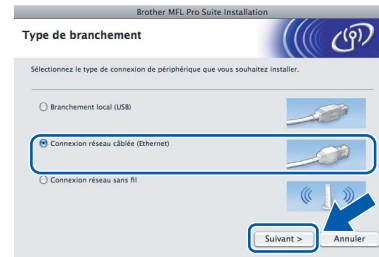 Brother MFL Pro Suite Installation
Type de branchement
Sélectionnez le type de connexion de périphérique que vous souhaitez installer.
Branchement local (USB)
Connexion réseau câblée (Ethernet)
Connexion réseau sans fil
Suivant > Annuler